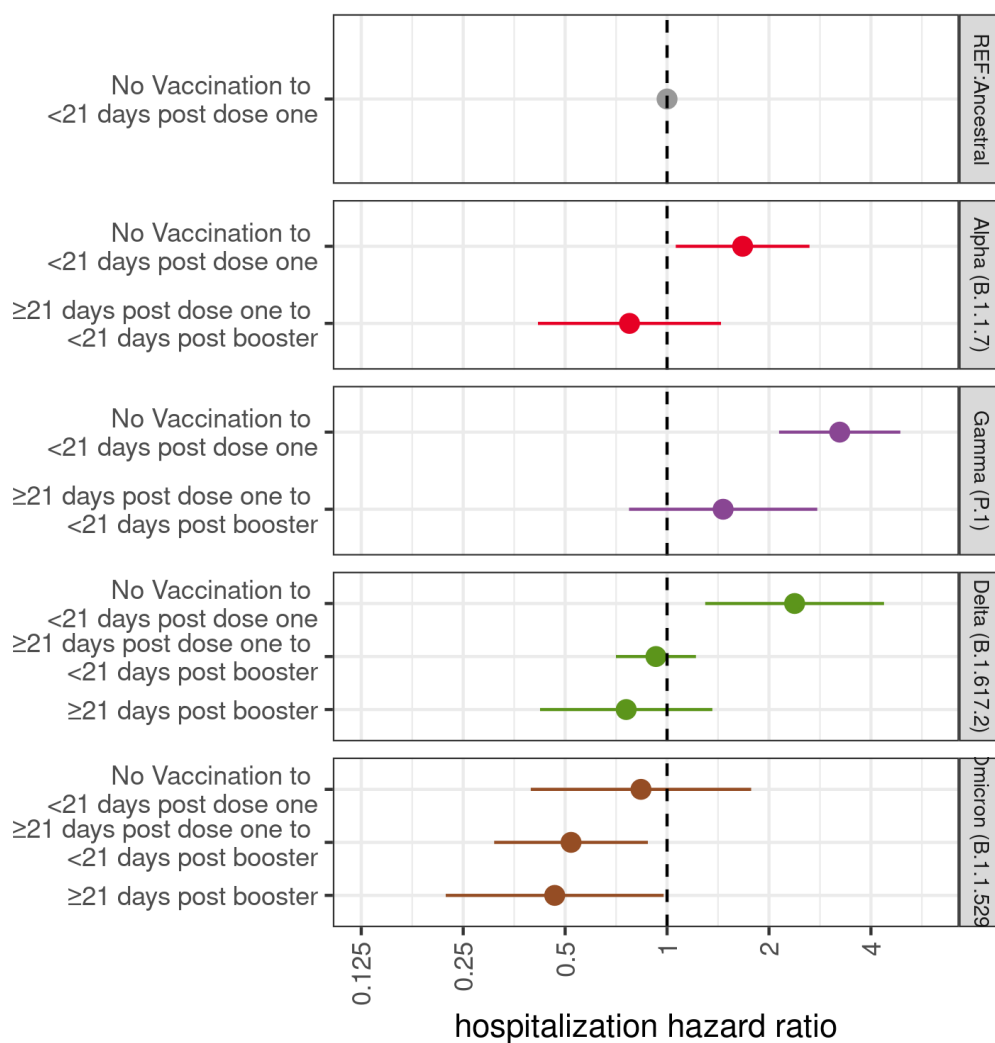 No Vaccination to
<21 days post dose one
REF:Ancestral
No Vaccination to
<21 days post dose one
≥21 days post dose one to
<21 days post booster
Alpha (B.1.1.7)
No Vaccination to
<21 days post dose one
≥21 days post dose one to
<21 days post booster
Gamma (P.1)
No Vaccination to
<21 days post dose one
≥21 days post dose one to
<21 days post booster
≥21 days post booster
Delta (B.1.617.2)
No Vaccination to
<21 days post dose one
≥21 days post dose one to
<21 days post booster
≥21 days post booster
Omicron (B.1.1.529
0.125
0.25
0.5
1
2
4
hospitalization hazard ratio